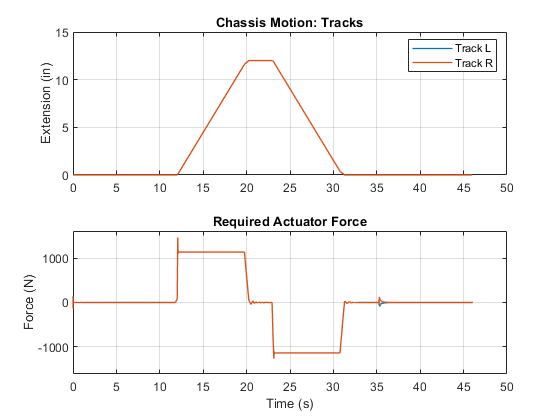 Chassis Motion: Tracks
Extension (in)
15
10
5
0
Track L
Track R
0 5 10 15 20 25 30 35 40 45 50
Required Actuator Force
Force (N)
1000
0
-1000
0 5 10 15 20 25 30 35 40 45 50
Time (s)